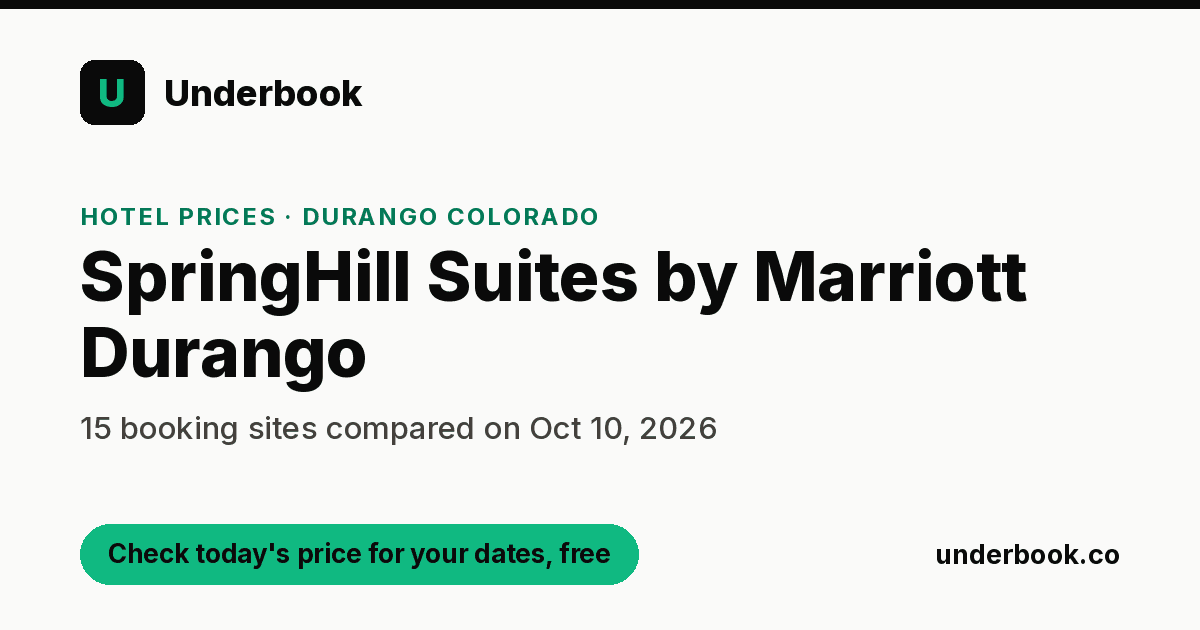 U Underbook
HOTEL PRICES · DURANGO COLORADO
SpringHill Suites by Marriott
Durango
15 booking sites compared on Oct 10, 2026
Check today's price for your dates, free
underbook.co